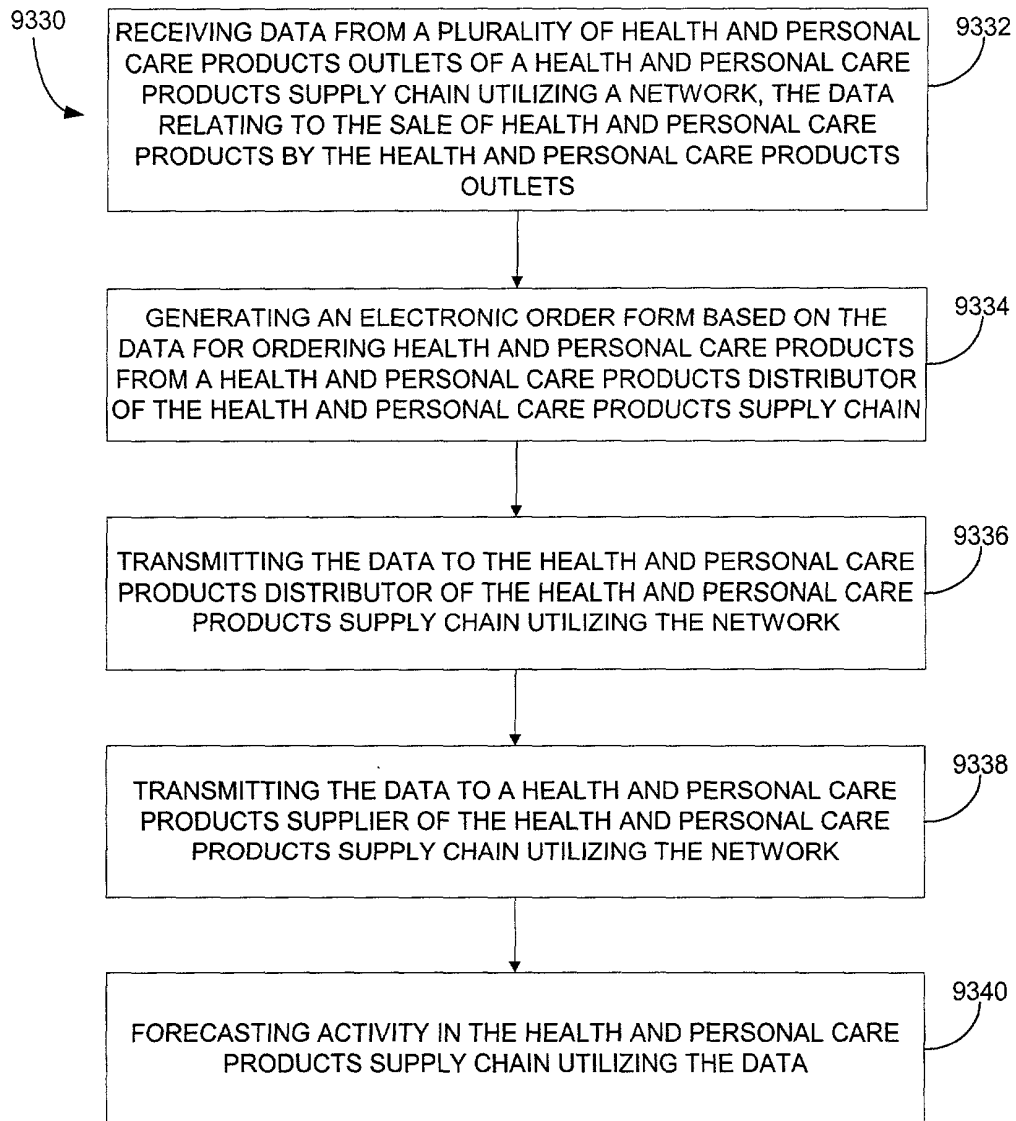 9330
RECEIVING DATA FROM A PLURALITY OF HEALTH AND PERSONAL
CARE PRODUCTS OUTLETS OF A HEALTH AND PERSONAL CARE
PRODUCTS SUPPLY CHAIN UTILIZING A NETWORK, THE DATA
RELATING TO THE SALE OF HEALTH AND PERSONAL CARE
PRODUCTS BY THE HEALTH AND PERSONAL CARE PRODUCTS
OUTLETS
9332
GENERATING AN ELECTRONIC ORDER FORM BASED ON THE
DATA FOR ORDERING HEALTH AND PERSONAL CARE PRODUCTS
FROM A HEALTH AND PERSONAL CARE PRODUCTS DISTRIBUTOR
OF THE HEALTH AND PERSONAL CARE PRODUCTS SUPPLY CHAIN
9334
TRANSMITTING THE DATA TO THE HEALTH AND PERSONAL CARE
PRODUCTS DISTRIBUTOR OF THE HEALTH AND PERSONAL CARE
PRODUCTS SUPPLY CHAIN UTILIZING THE NETWORK
9336
TRANSMITTING THE DATA TO A HEALTH AND PERSONAL CARE
PRODUCTS SUPPLIER OF THE HEALTH AND PERSONAL CARE
PRODUCTS SUPPLY CHAIN UTILIZING THE NETWORK
9338
FORECASTING ACTIVITY IN THE HEALTH AND PERSONAL CARE
PRODUCTS SUPPLY CHAIN UTILIZING THE DATA
9340